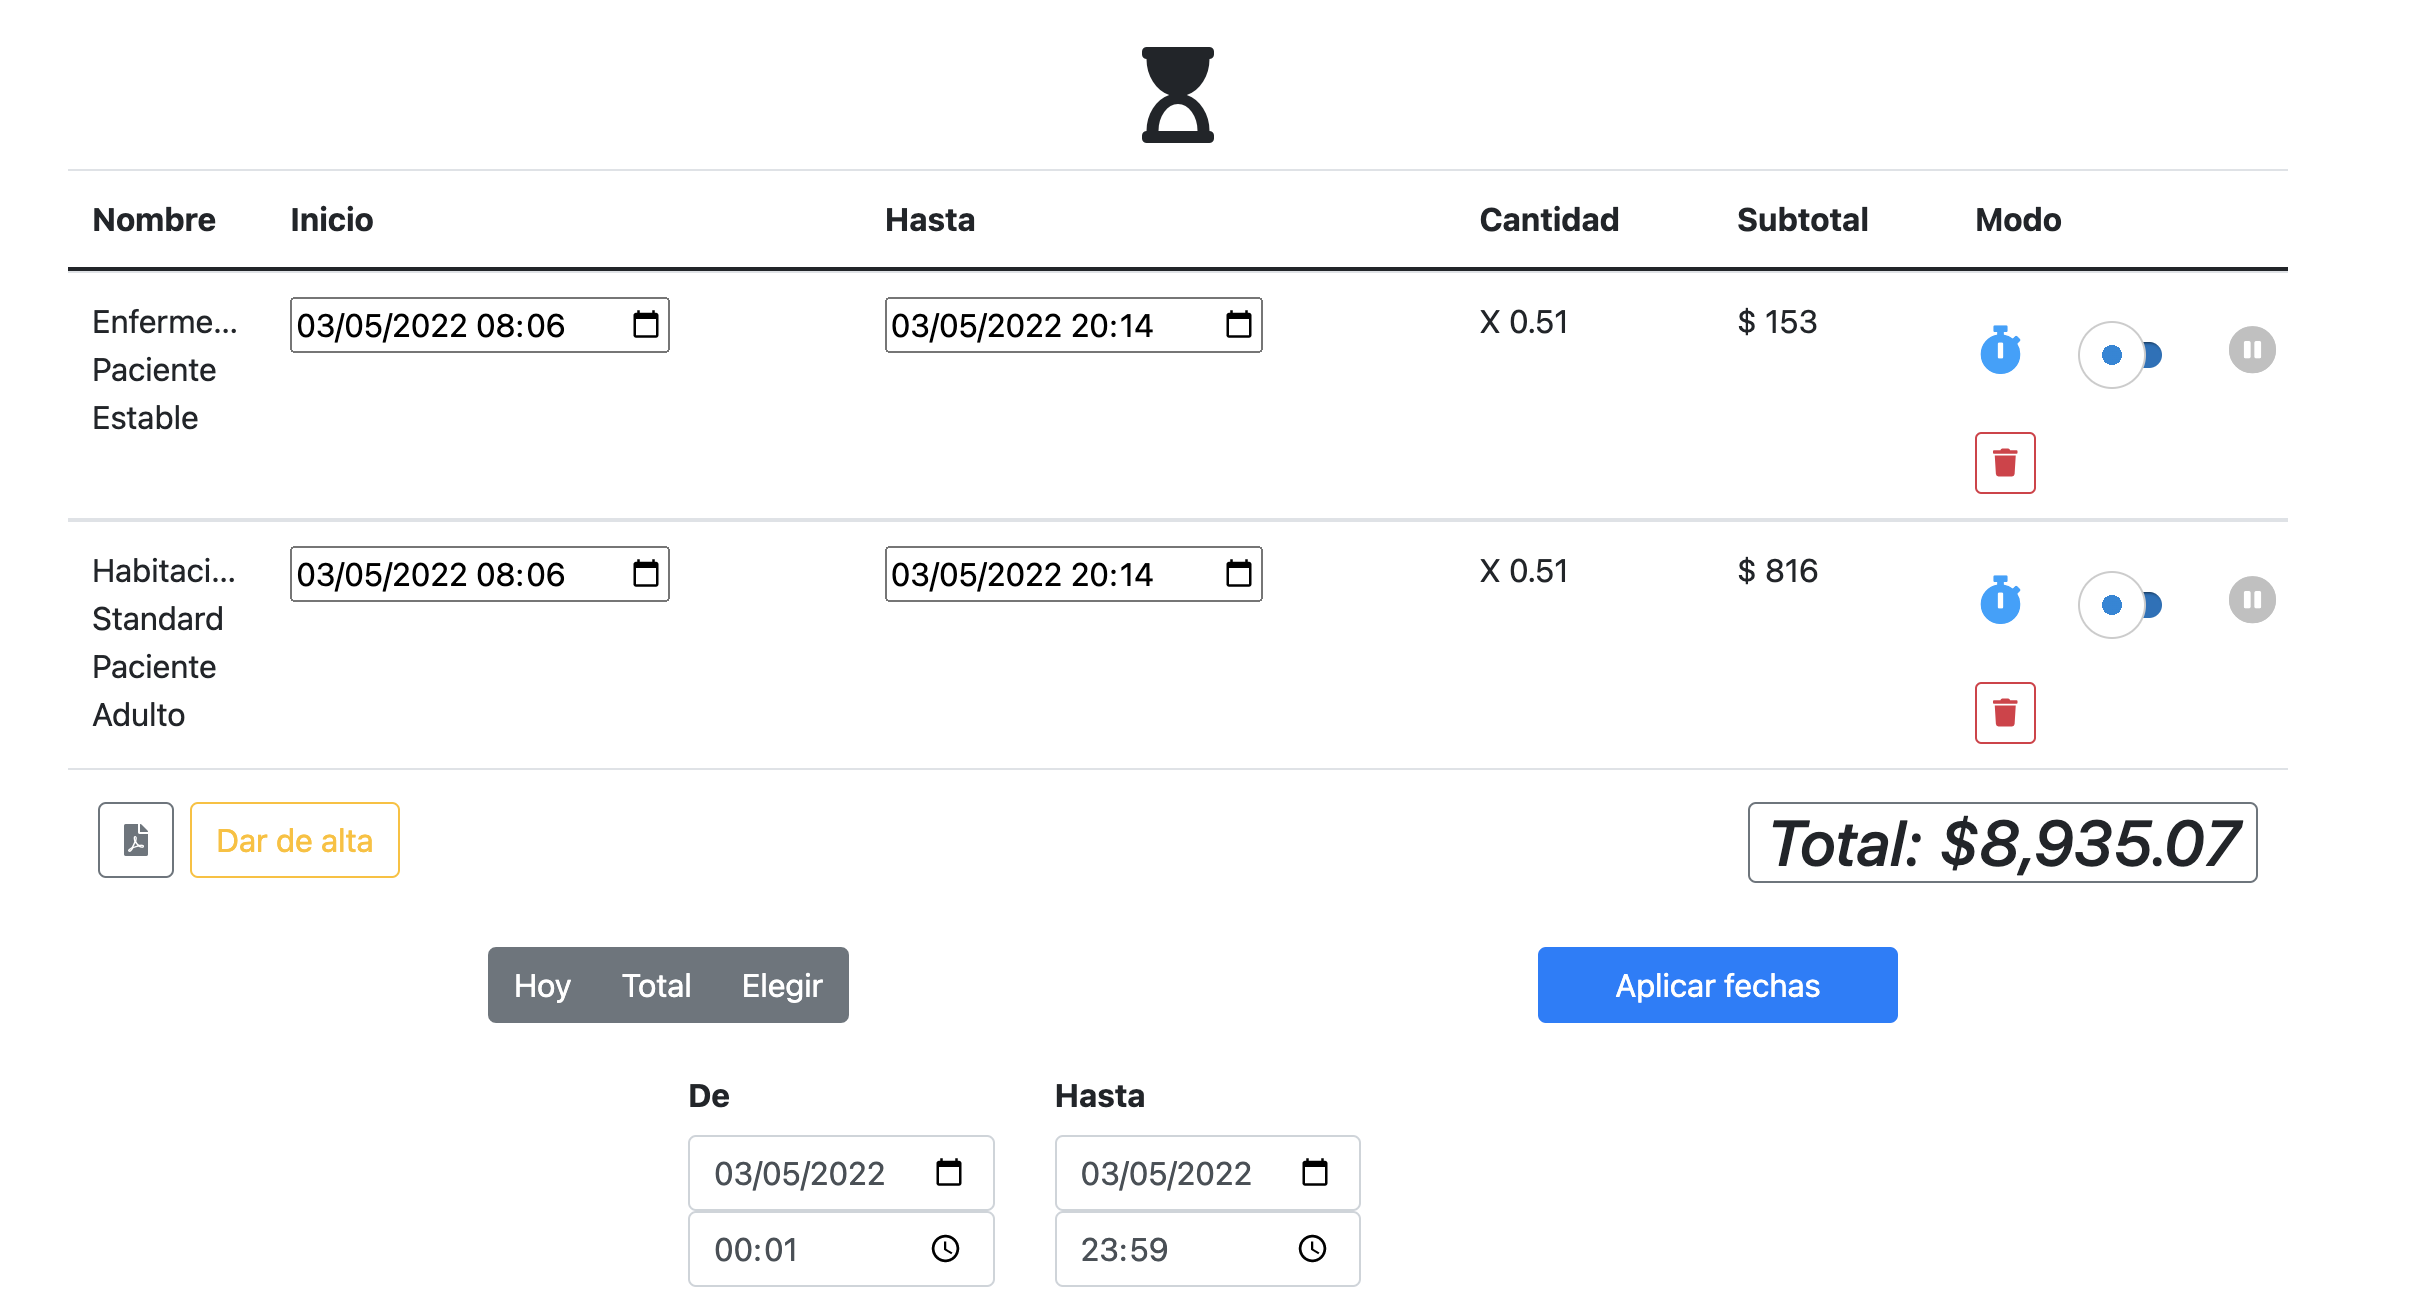 Nombre Inicio Hasta Cantidad Subtotal Modo
Enferme... 03/05/2022 08:06 03/05/2022 20:14 X 0.51 $ 153
Paciente
Estable
Habitaci... 03/05/2022 08:06 03/05/2022 20:14 X 0.51 $ 816
Standard
Paciente
Adulto
Dar de alta Total: $8,935.07
Hoy Total Elegir Aplicar fechas
De Hasta
03/05/2022 03/05/2022
00:01 23:59